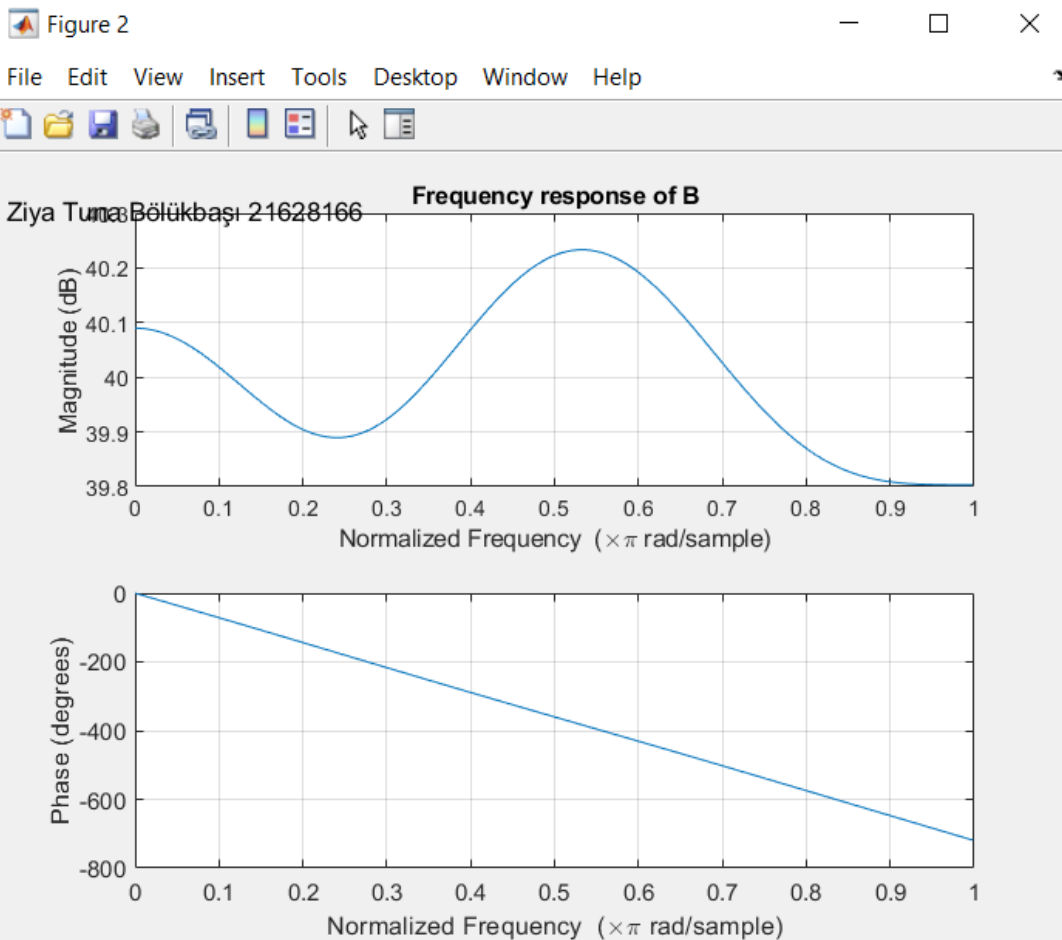 Figure 2
File Edit View Insert Tools Desktop Window Help
Frequency response of B
Ziya Tuna Bölükbaşı 21628166
40.3
40.2
40.1
40
39.9
39.8
Magnitude (dB)
0 0.1 0.2 0.3 0.4 0.5 0.6 0.7 0.8 0.9 1
Normalized Frequency (×π rad/sample)
0
-200
-400
-600
-800
Phase (degrees)
0 0.1 0.2 0.3 0.4 0.5 0.6 0.7 0.8 0.9 1
Normalized Frequency (×π rad/sample)